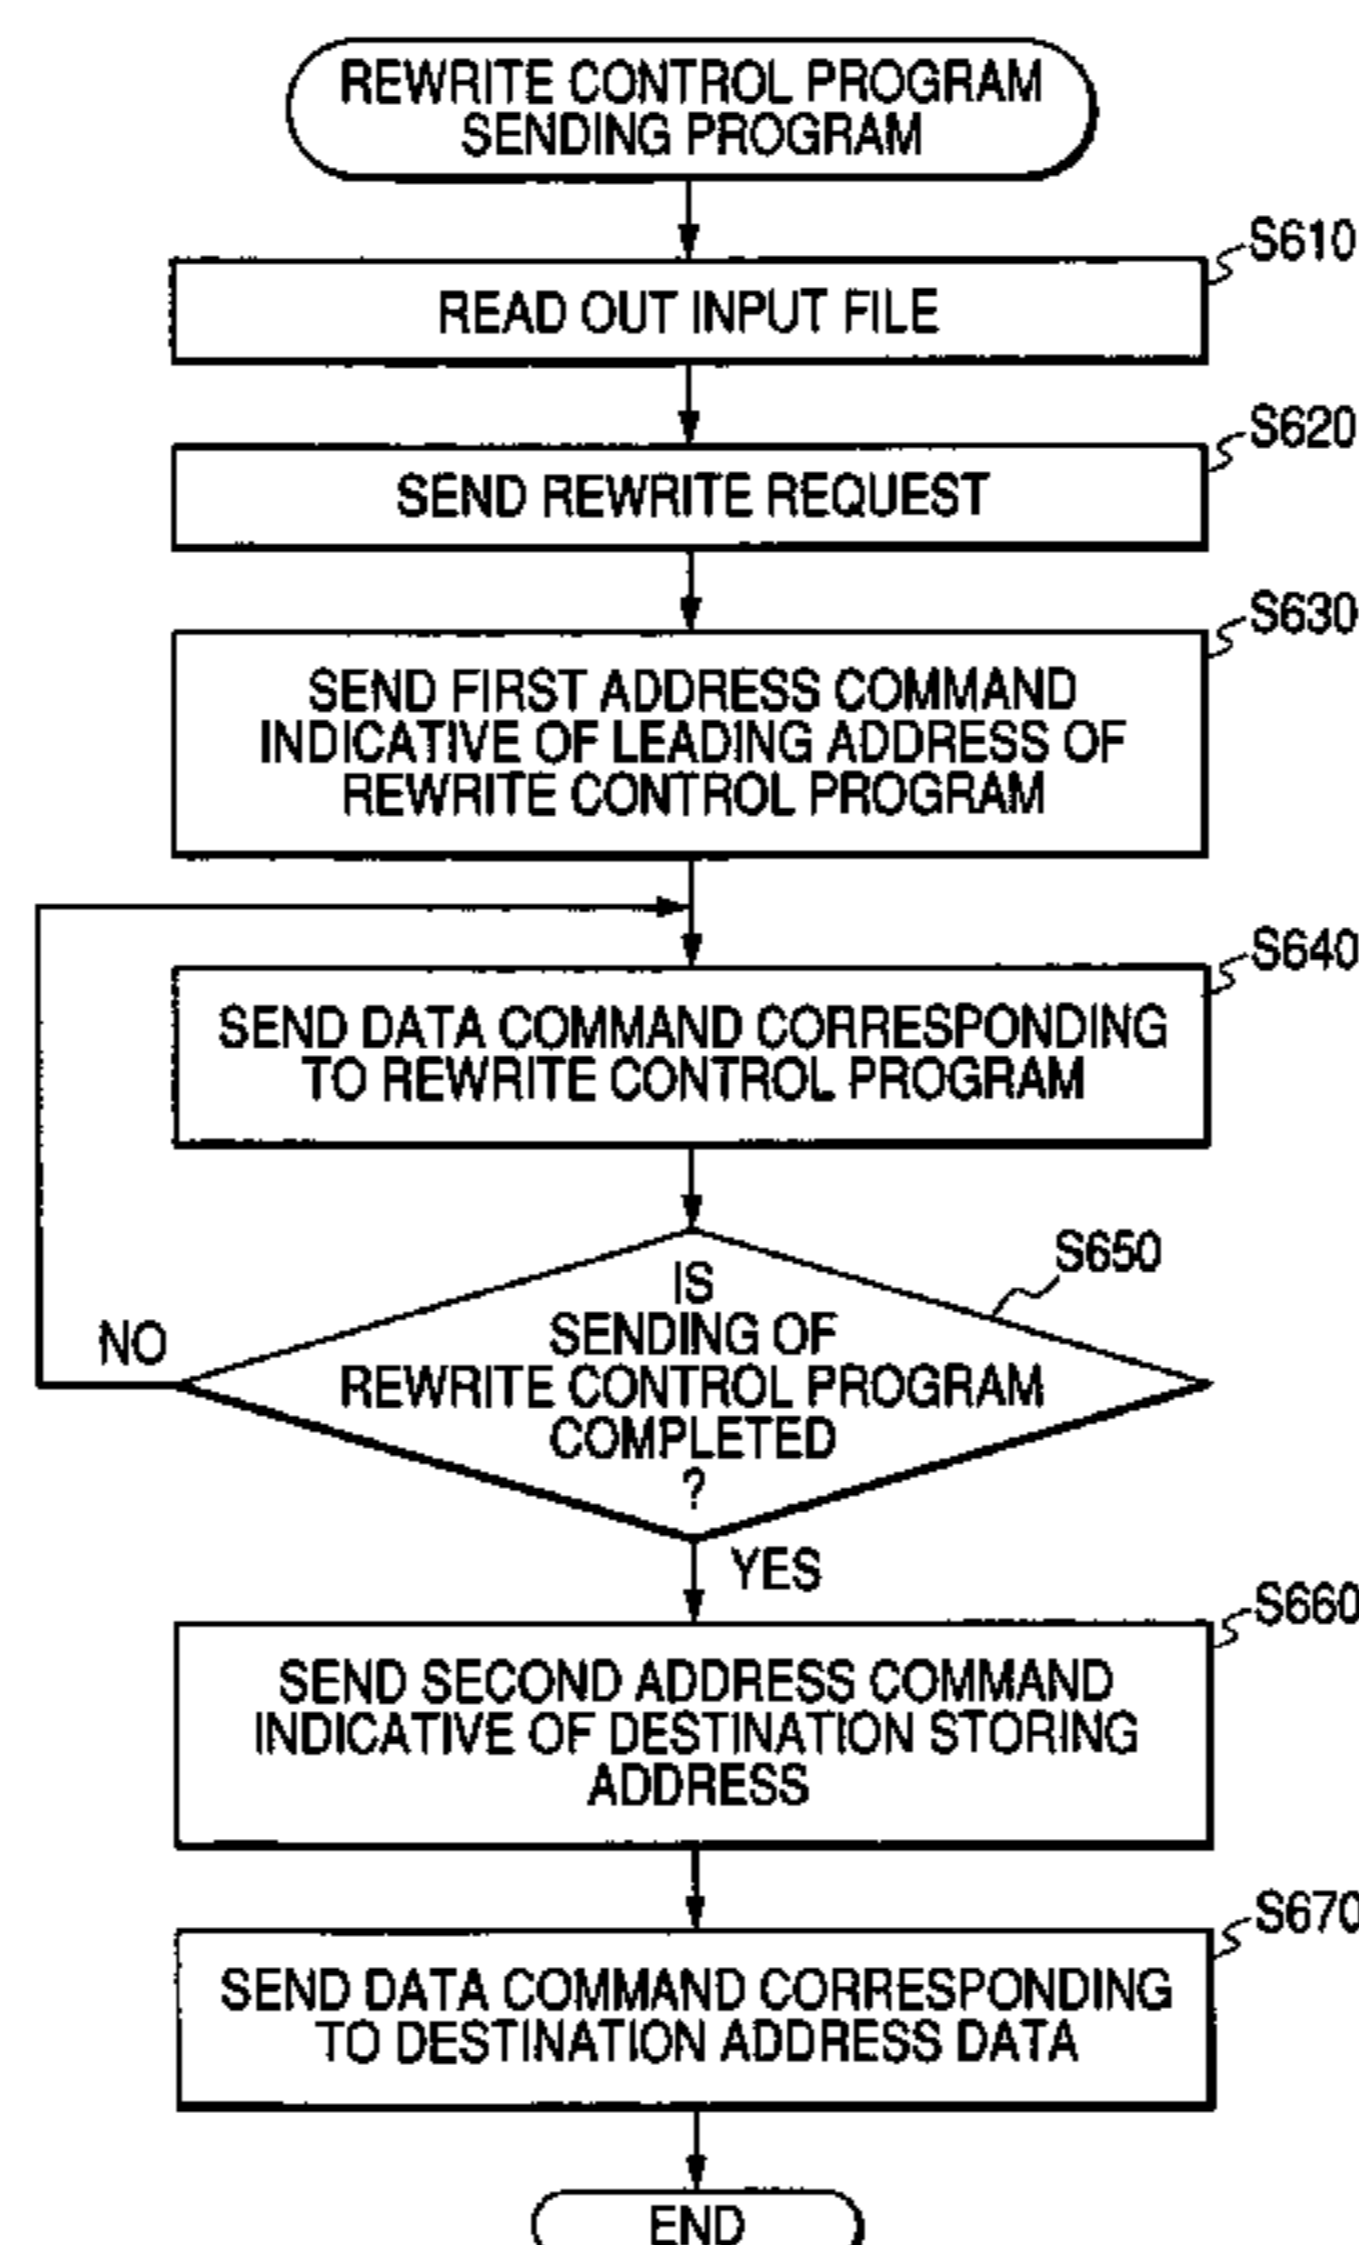 REWRITE CONTROL PROGRAM
SENDING PROGRAM
S610
READ OUT INPUT FILE
S620
SEND REWRITE REQUEST
S630
SEND FIRST ADDRESS COMMAND
INDICATIVE OF LEADING ADDRESS OF
REWRITE CONTROL PROGRAM
S640
SEND DATA COMMAND CORRESPONDING
TO REWRITE CONTROL PROGRAM
S650
IS
SENDING OF
REWRITE CONTROL PROGRAM
COMPLETED
?
NO
YES
S660
SEND SECOND ADDRESS COMMAND
INDICATIVE OF DESTINATION STORING
ADDRESS
S670
SEND DATA COMMAND CORRESPONDING
TO DESTINATION ADDRESS DATA
END